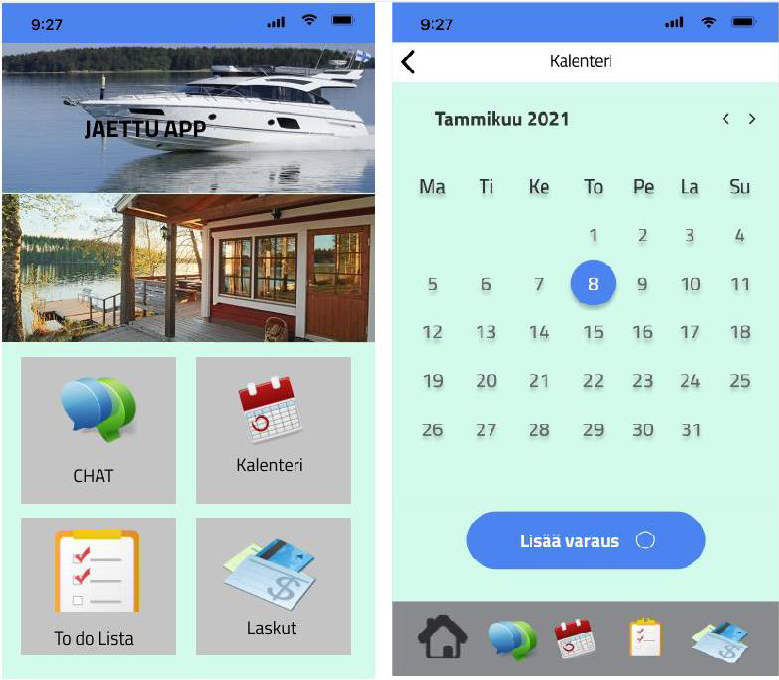 9:27
JAETTU APP
CHAT
Kalenteri
To do Lista
Laskut
9:27
Kalenteri
Tammikuu 2021
Ma Ti Ke To Pe La Su
1 2 3 4
5 6 7 8 9 10 11
12 13 14 15 16 17 18
19 20 21 22 23 24 25
26 27 28 29 30 31
Lisää varaus